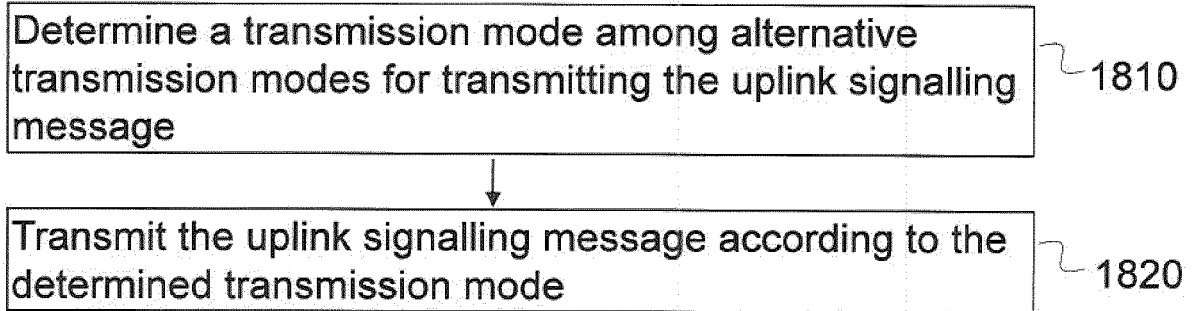 Determine a transmission mode among alternative
transmission modes for transmitting the uplink signalling
message
1810
Transmit the uplink signalling message according to the
determined transmission mode
1820